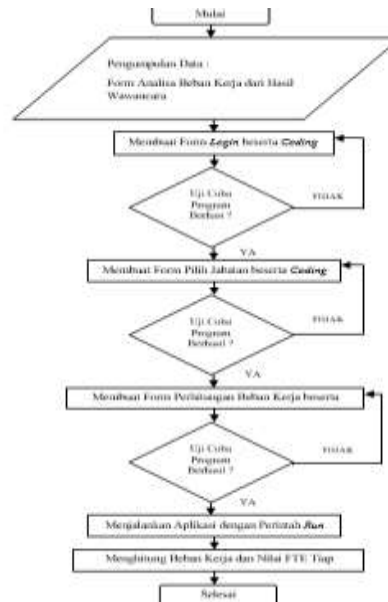 Mulai
Pengumpulan Data :
Form Analisa Beban Kerja dari Hasil
Wawancara
Membuat Form Login beserta Coding
Uji Coba
Program
Berhasil ?
TIDAK
YA
Membuat Form Pilih Jabatan beserta Coding
Uji Coba
Program
Berhasil ?
TIDAK
YA
Membuat Form Perhitungan Beban Kerja beserta
Uji Coba
Program
Berhasil ?
TIDAK
YA
Menjalankan Aplikasi dengan Perintah Run
Menghitung Beban Kerja dan Nilai FTE Tiap
Selesai